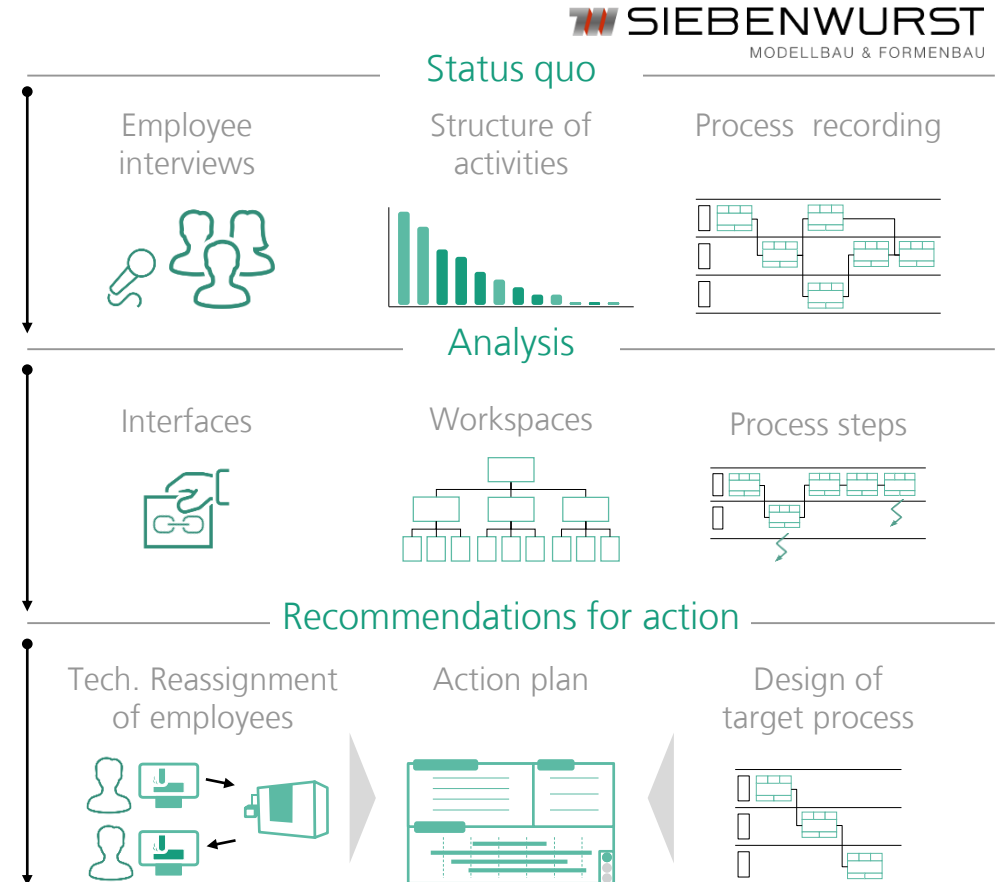 SIEBENWURST
MODELLBAU & FORMENBAU
Status quo
Employee
interviews
Structure of
activities
Process recording
Analysis
Interfaces
Workspaces
Process steps
Recommendations for action
Tech. Reassignment
of employees
Action plan
Design of
target process